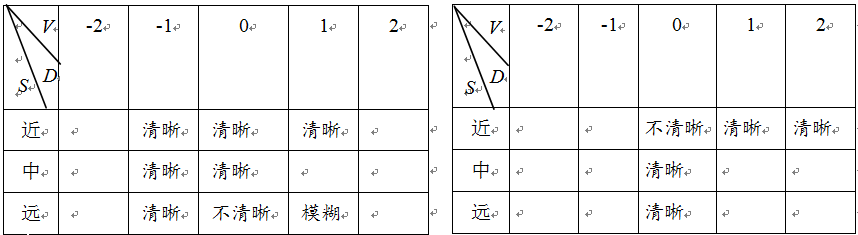 V -2 -1 0 1 2
D
S
近 清晰 清晰 清晰
中 清晰 清晰
远 清晰 不清晰 模糊
V -2 -1 0 1 2
D
S
近 不清晰 清晰 清晰
中 清晰
远 清晰